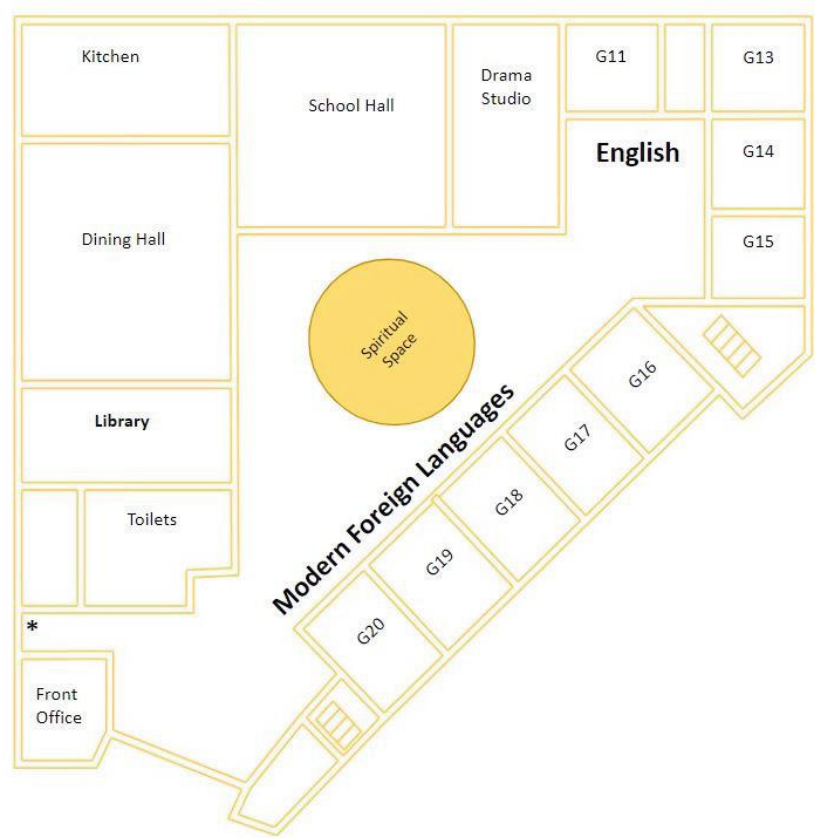 Kitchen
School Hall
Drama
Studio
G11
G13
English
G14
Dining Hall
G15
Spiritual
Space
G16
Library
G17
Modern Foreign Languages
G18
Toilets
G19
G20
*
Front
Office